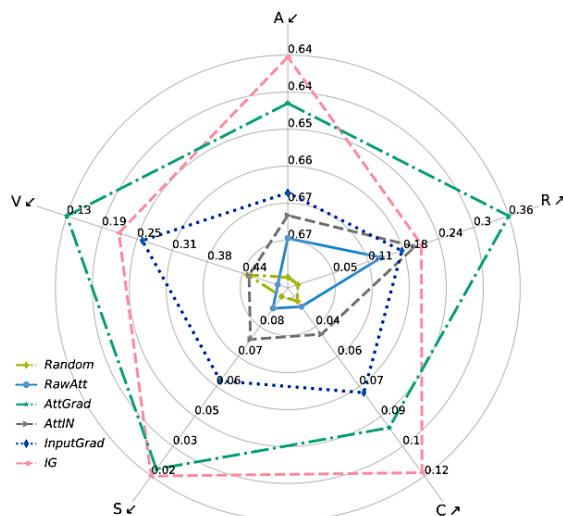 A ↙
0.64
0.64
0.65
0.66
0.67
0.67
V ↙
0.13
0.19
0.25
0.31
0.38
0.44
R ↗
0.36
0.3
0.24
0.18
0.11
0.05
0.08
0.07
0.06
0.05
0.03
0.02
S ↙
0.04
0.06
0.07
0.09
0.1
0.12
C ↗
Random
RawAtt
AttGrad
AttIN
InputGrad
IG